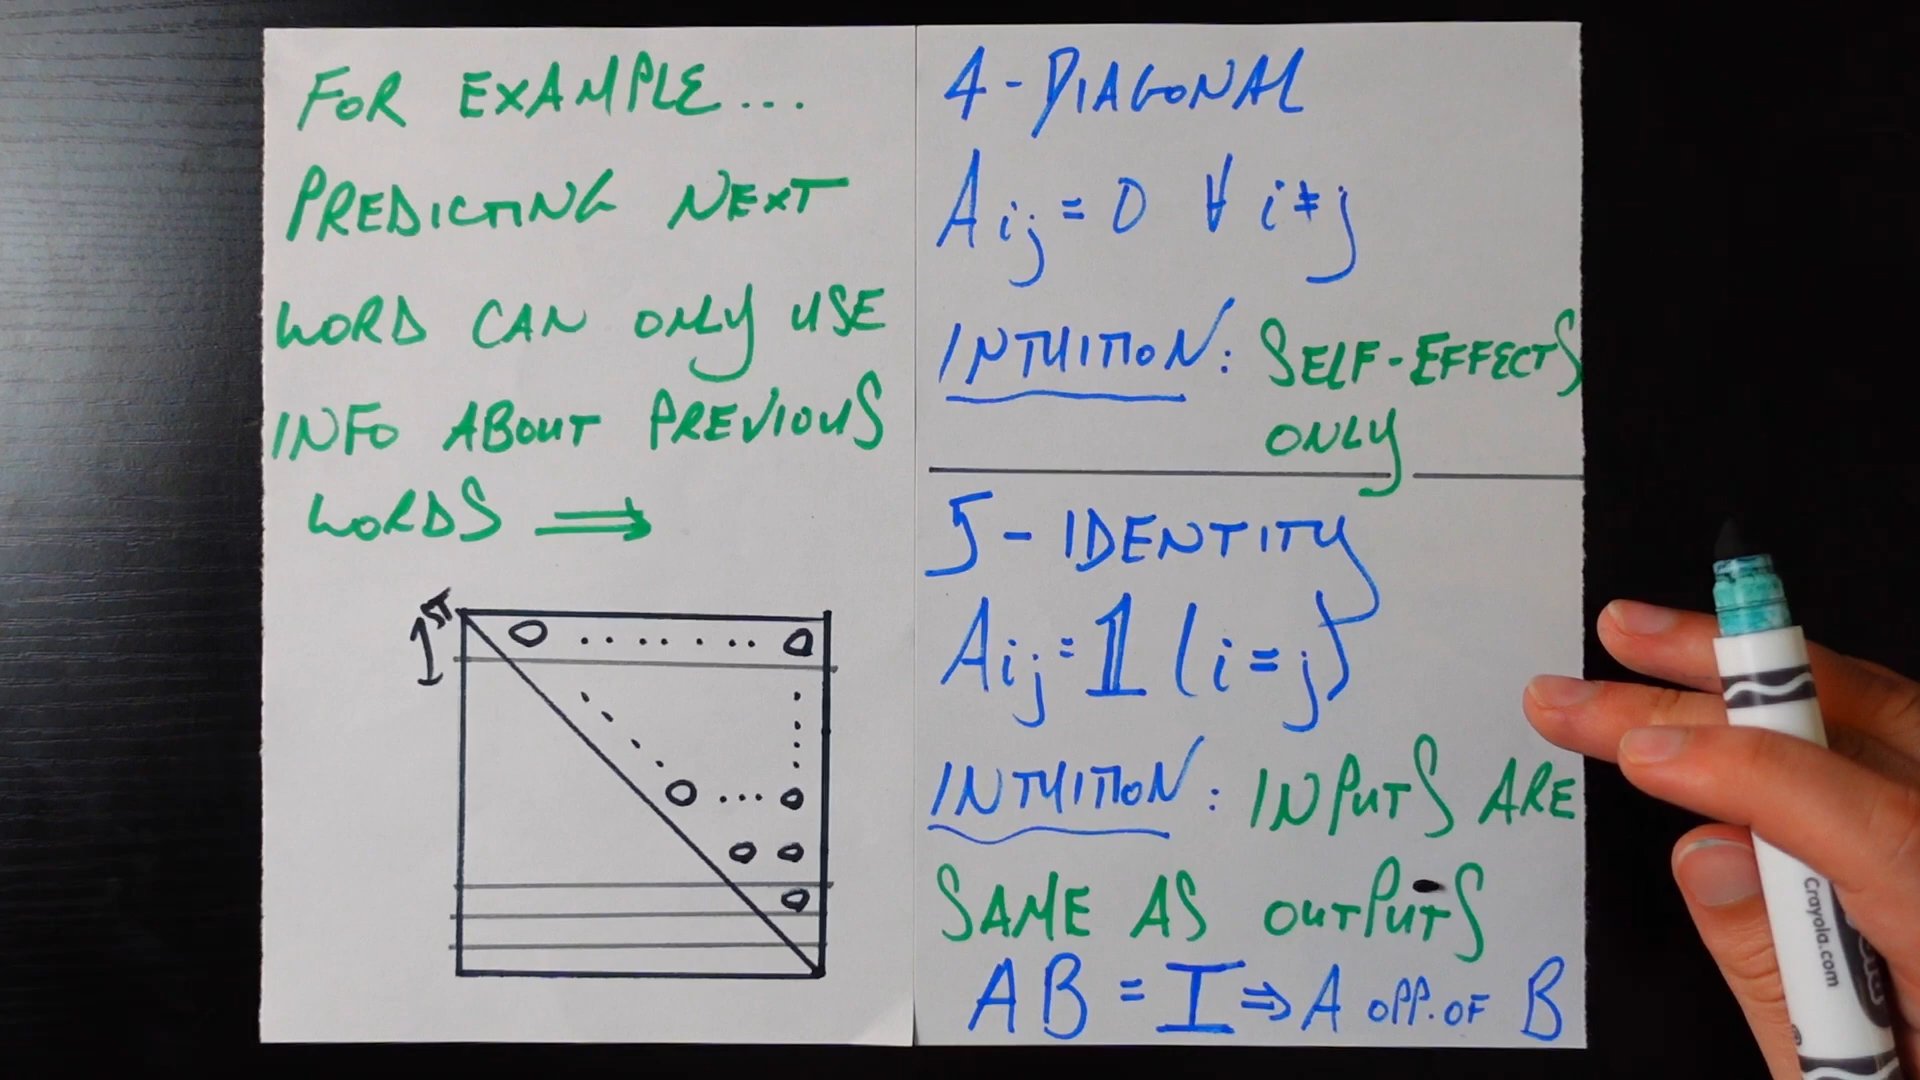 FOR EXAMPLE...
PREDICTING NEXT
WORD CAN ONLY USE
INFO ABOUT PREVIOUS
WORDS ⟹
1ST
0 ........ 0
0 ... 0
0 0
0
4-DIAGONAL
Aij = 0 ∀ i≠j
INTUITION: SELF-EFFECTS
ONLY
5-IDENTITY
Aij = 𝟙 (i=j)
INTUITION: INPUTS ARE
SAME AS OUTPUTS
AB = I ⇒ A OPP. OF B
Crayola.com